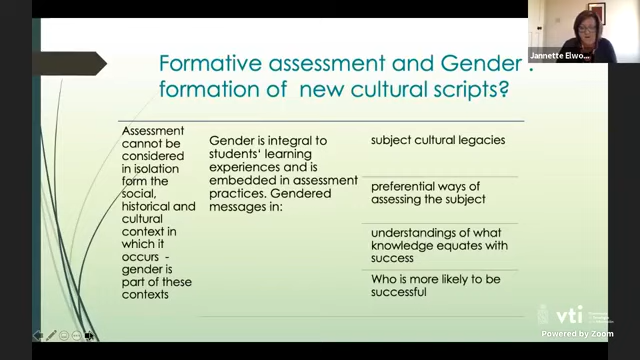 Formative assessment and Gender :
formation of new cultural scripts?
Jannette Elwo...
Assessment
cannot be
considered
in isolation
form the
social,
historical and
cultural
context in
which it
occurs -
gender is
part of these
contexts
Gender is integral to
students' learning
experiences and is
embedded in assessment
practices. Gendered
messages in:
subject cultural legacies
preferential ways of
assessing the subject
understandings of what
knowledge equates with
success
Who is more likely to be
successful
vti
Powered by Zoom